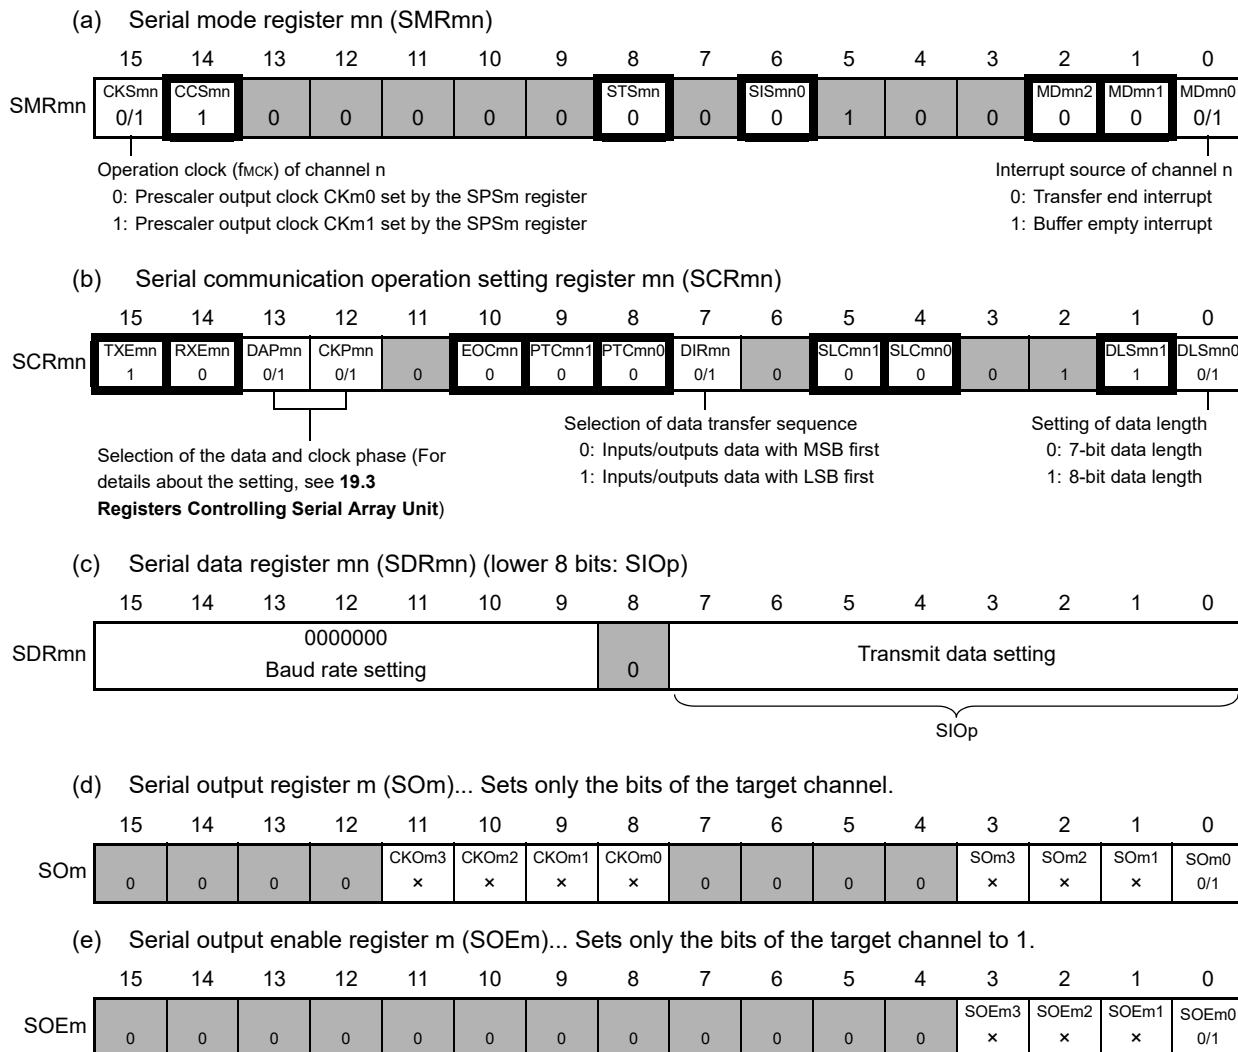 (a) Serial mode register mn (SMRmn)
15 14 13 12 11 10 9 8 7 6 5 4 3 2 1 0
CKSmn CCSmn STSmn SISmn0 MDmn2 MDmn1 MDmn0
SMRmn 0/1 1 0 0 0 0 0 0 0 0 1 0 0 0 0 0/1
Operation clock (fMCK) of channel n Interrupt source of channel n
0: Prescaler output clock CKm0 set by the SPSm register 0: Transfer end interrupt
1: Prescaler output clock CKm1 set by the SPSm register 1: Buffer empty interrupt
(b) Serial communication operation setting register mn (SCRmn)
15 14 13 12 11 10 9 8 7 6 5 4 3 2 1 0
TXEmn RXEmn DAPmn CKPmn EOCmn PTCmn1 PTCmn0 DIRmn SLCmn1 SLCmn0 DLSmn1 DLSmn0
SCRmn 1 0 0/1 0/1 0 0 0 0 0/1 0 0 0 0 1 1 0/1
Selection of data transfer sequence Setting of data length
0: Inputs/outputs data with MSB first 0: 7-bit data length
1: Inputs/outputs data with LSB first 1: 8-bit data length
Selection of the data and clock phase (For
details about the setting, see 19.3
Registers Controlling Serial Array Unit)
(c) Serial data register mn (SDRmn) (lower 8 bits: SIOp)
15 14 13 12 11 10 9 8 7 6 5 4 3 2 1 0
0000000
SDRmn Baud rate setting 0 Transmit data setting
SIOp
(d) Serial output register m (SOm)... Sets only the bits of the target channel.
15 14 13 12 11 10 9 8 7 6 5 4 3 2 1 0
CKOm3 CKOm2 CKOm1 CKOm0 SOm3 SOm2 SOm1 SOm0
SOm 0 0 0 0 × × × × 0 0 0 0 × × × 0/1
(e) Serial output enable register m (SOEm)... Sets only the bits of the target channel to 1.
15 14 13 12 11 10 9 8 7 6 5 4 3 2 1 0
SOEm3 SOEm2 SOEm1 SOEm0
SOEm 0 0 0 0 0 0 0 0 0 0 0 0 × × × 0/1